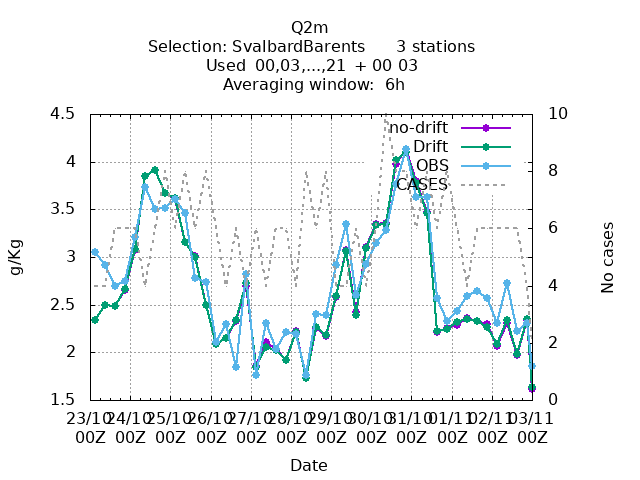 Q2m
Selection: SvalbardBarents 3 stations
Used 00,03,...,21 + 00 03
Averaging window: 6h
4.5
4
3.5
3
2.5
2
1.5
10
8
6
4
2
0
no-drift
Drift
OBS
CASES
g/Kg
No cases
23/10 24/10 25/10 26/10 27/10 28/10 29/10 30/10 31/10 01/11 02/11 03/11
00Z 00Z 00Z 00Z 00Z 00Z 00Z 00Z 00Z 00Z 00Z 00Z
Date